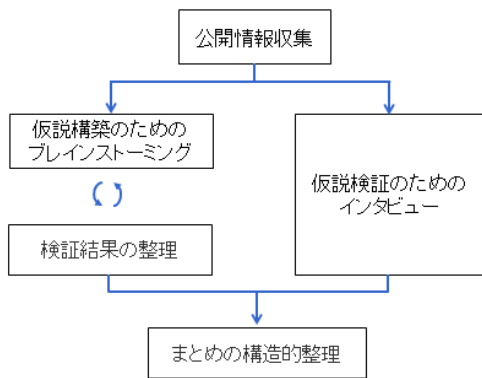 公開情報収集
仮説構築のための
ブレインストーミング
仮説検証のための
インタビュー
検証結果の整理
まとめの構造的整理